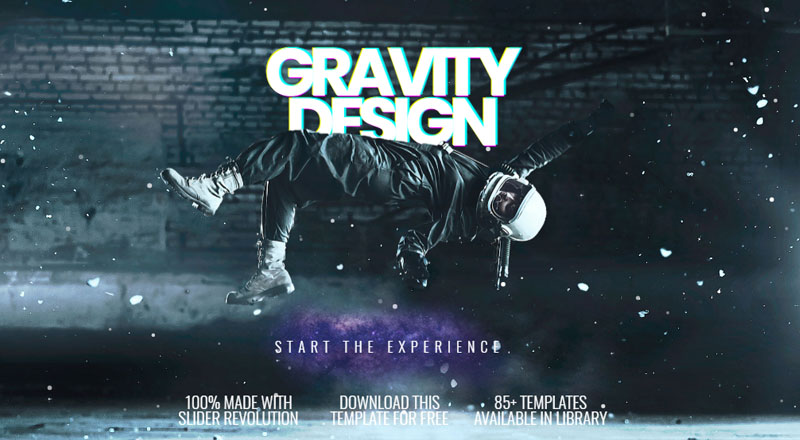 GRAVITY
DESIGN
START THE EXPERIENCE
100% MADE WITH
SLIDER REVOLUTION
DOWNLOAD THIS
TEMPLATE FOR FREE
85+ TEMPLATES
AVAILABLE IN LIBRARY